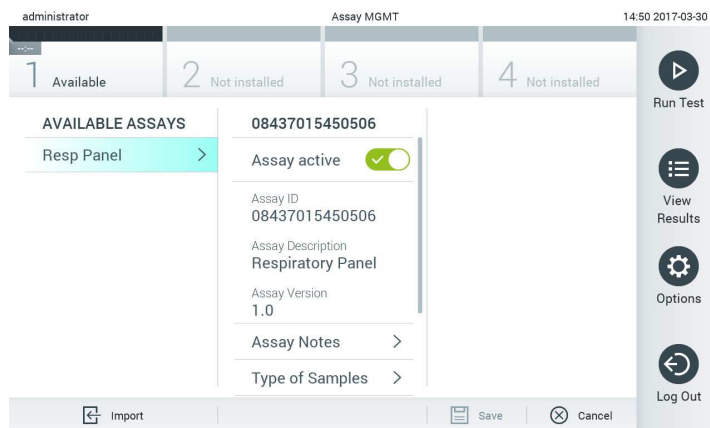 administrator
Assay MGMT
14:50 2017-03-30
--:--
1 Available
2 Not installed
3 Not installed
4 Not installed
Run Test
View
Results
Options
Log Out
AVAILABLE ASSAYS
Resp Panel
08437015450506
Assay active
Assay ID
08437015450506
Assay Description
Respiratory Panel
Assay Version
1.0
Assay Notes
Type of Samples
Import
Save
Cancel